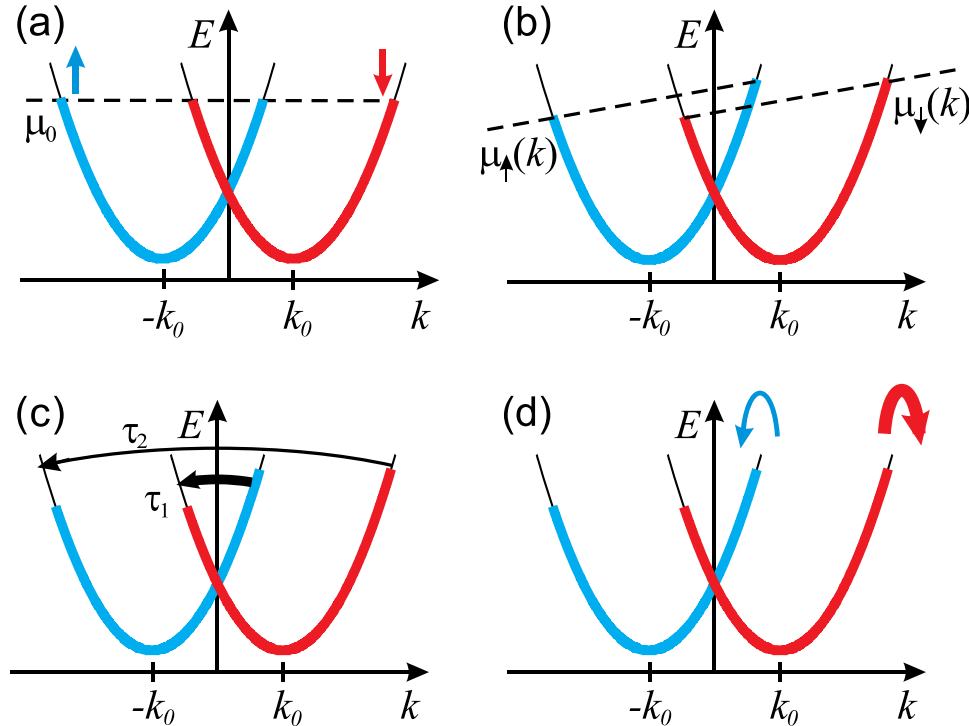 (a)
E
μ₀
-k₀
k₀
k
(b)
E
μ↑(k)
μ↓(k)
-k₀
k₀
k
(c)
E
τ₂
τ₁
-k₀
k₀
k
(d)
E
-k₀
k₀
k